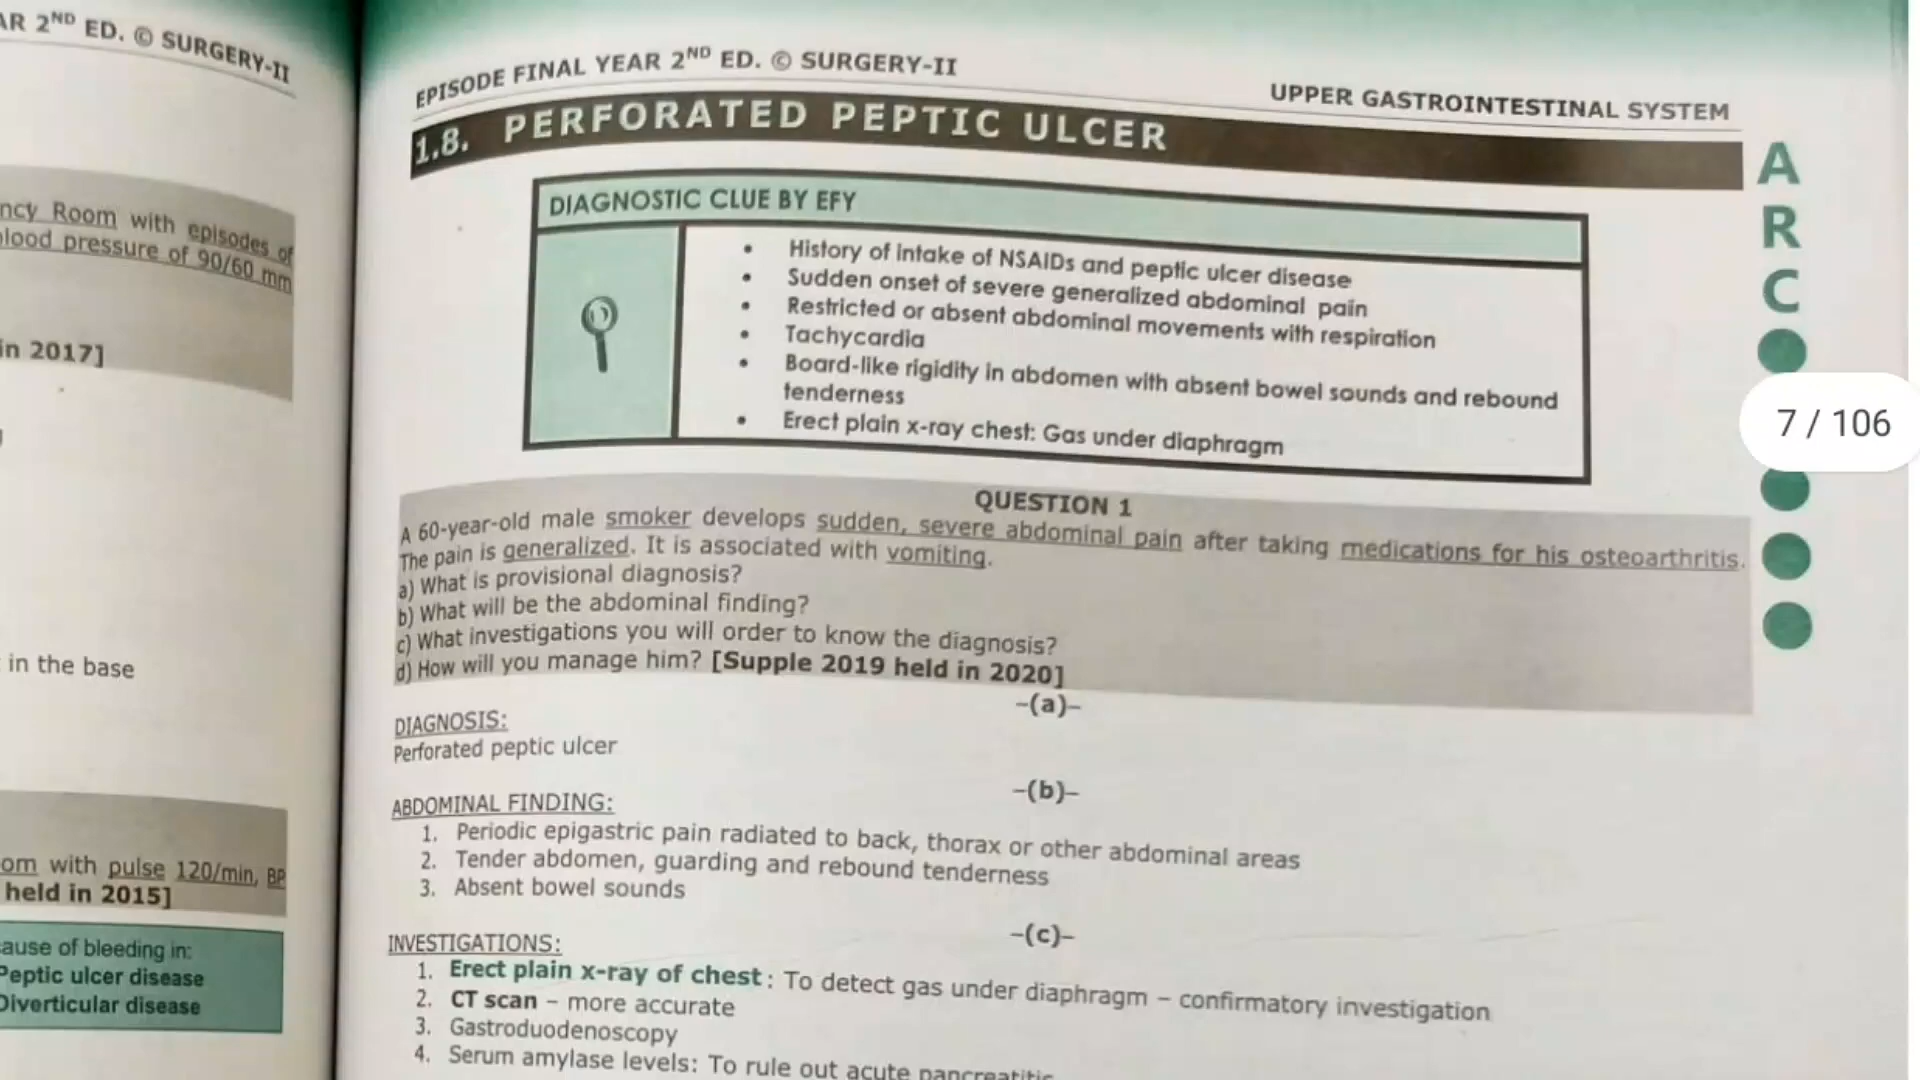 AR 2ND ED. © SURGERY-II
ncy Room with episodes of
blood pressure of 90/60 mm
in 2017]
in the base
om with pulse 120/min, BP
held in 2015]
cause of bleeding in:
Peptic ulcer disease
Diverticular disease
EPISODE FINAL YEAR 2ND ED. © SURGERY-II
UPPER GASTROINTESTINAL SYSTEM
1.8. PERFORATED PEPTIC ULCER
DIAGNOSTIC CLUE BY EFY
• History of intake of NSAIDs and peptic ulcer disease
• Sudden onset of severe generalized abdominal pain
• Restricted or absent abdominal movements with respiration
• Tachycardia
• Board-like rigidity in abdomen with absent bowel sounds and rebound
tenderness
• Erect plain x-ray chest: Gas under diaphragm
QUESTION 1
A 60-year-old male smoker develops sudden, severe abdominal pain after taking medications for his osteoarthritis.
The pain is generalized. It is associated with vomiting.
a) What is provisional diagnosis?
b) What will be the abdominal finding?
c) What investigations you will order to know the diagnosis?
d) How will you manage him? [Supple 2019 held in 2020]
–(a)–
DIAGNOSIS:
Perforated peptic ulcer
–(b)–
ABDOMINAL FINDING:
1. Periodic epigastric pain radiated to back, thorax or other abdominal areas
2. Tender abdomen, guarding and rebound tenderness
3. Absent bowel sounds
–(c)–
INVESTIGATIONS:
1. Erect plain x-ray of chest: To detect gas under diaphragm – confirmatory investigation
2. CT scan – more accurate
3. Gastroduodenoscopy
4. Serum amylase levels: To rule out acute pancreatitis
A
R
C
7 / 106